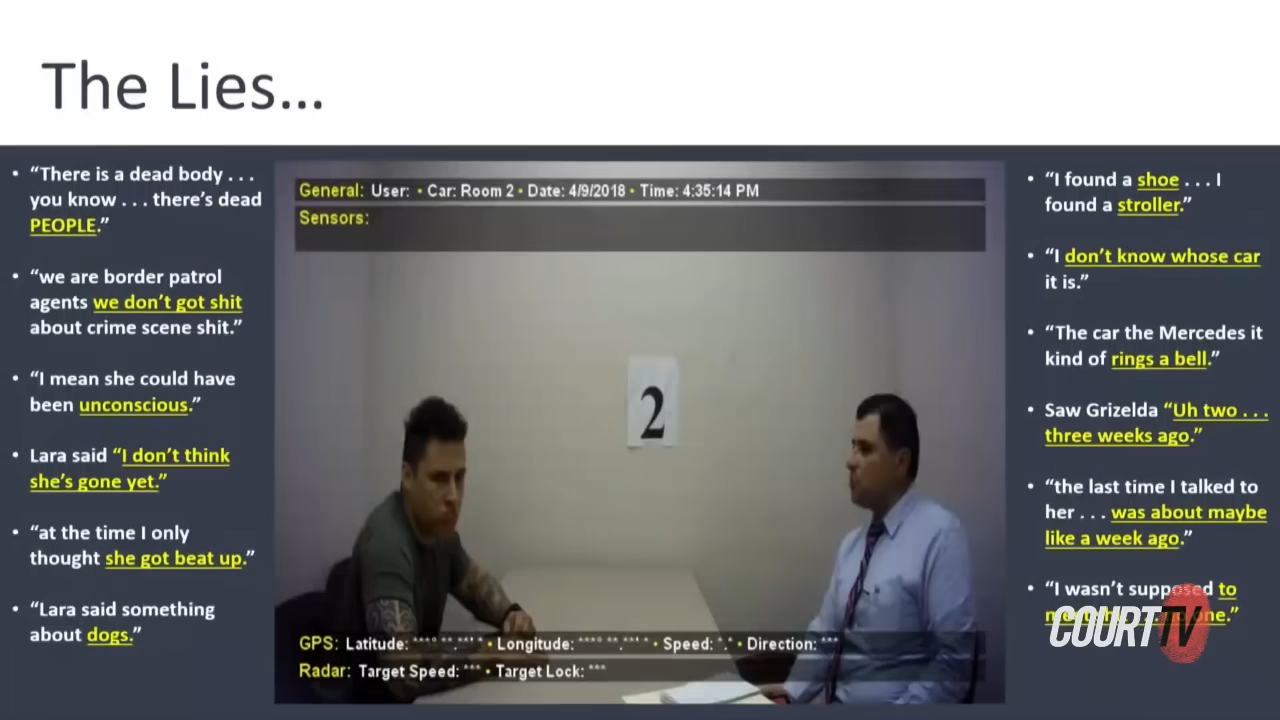 The Lies...
• “There is a dead body . . .
you know . . . there’s dead
PEOPLE.”
• “we are border patrol
agents we don’t got shit
about crime scene shit.”
• “I mean she could have
been unconscious.”
• Lara said “I don’t think
she’s gone yet.”
• “at the time I only
thought she got beat up.”
• “Lara said something
about dogs.”
General: User: • Car: Room 2 • Date: 4/9/2018 • Time: 4:35:14 PM
Sensors:
2
GPS: Latitude: ***° **.***' * • Longitude: ***° **.***' * • Speed: *.* • Direction: ***
Radar: Target Speed: *** • Target Lock: ***
• “I found a shoe . . . I
found a stroller.”
• “I don’t know whose car
it is.”
• “The car the Mercedes it
kind of rings a bell.”
• Saw Grizelda “Uh two . . .
three weeks ago.”
• “the last time I talked to
her . . . was about maybe
like a week ago.”
• “I wasn’t supposed to
COURT TV